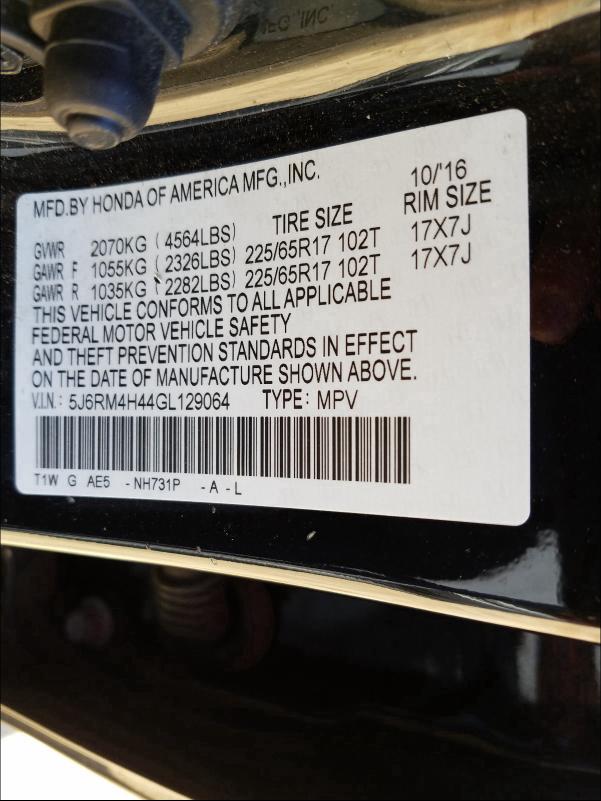 MFG.,INC.
MFD.BY HONDA OF AMERICA MFG.,INC. 10/'16
TIRE SIZE RIM SIZE
GVWR 2070KG ( 4564LBS)
GAWR F 1055KG ( 2326LBS) 225/65R17 102T 17X7J
GAWR R 1035KG ( 2282LBS) 225/65R17 102T 17X7J
THIS VEHICLE CONFORMS TO ALL APPLICABLE
FEDERAL MOTOR VEHICLE SAFETY
AND THEFT PREVENTION STANDARDS IN EFFECT
ON THE DATE OF MANUFACTURE SHOWN ABOVE.
V.I.N.: 5J6RM4H44GL129064 TYPE: MPV
T1W G AE5 -NH731P -A-L